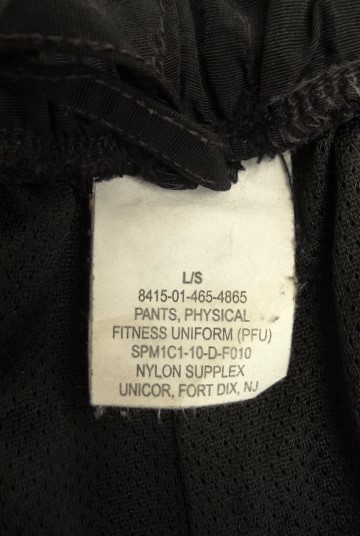 L/S
8415-01-465-4865
PANTS, PHYSICAL
FITNESS UNIFORM (PFU)
SPM1C1-10-D-F010
NYLON SUPPLEX
UNICOR, FORT DIX, NJ